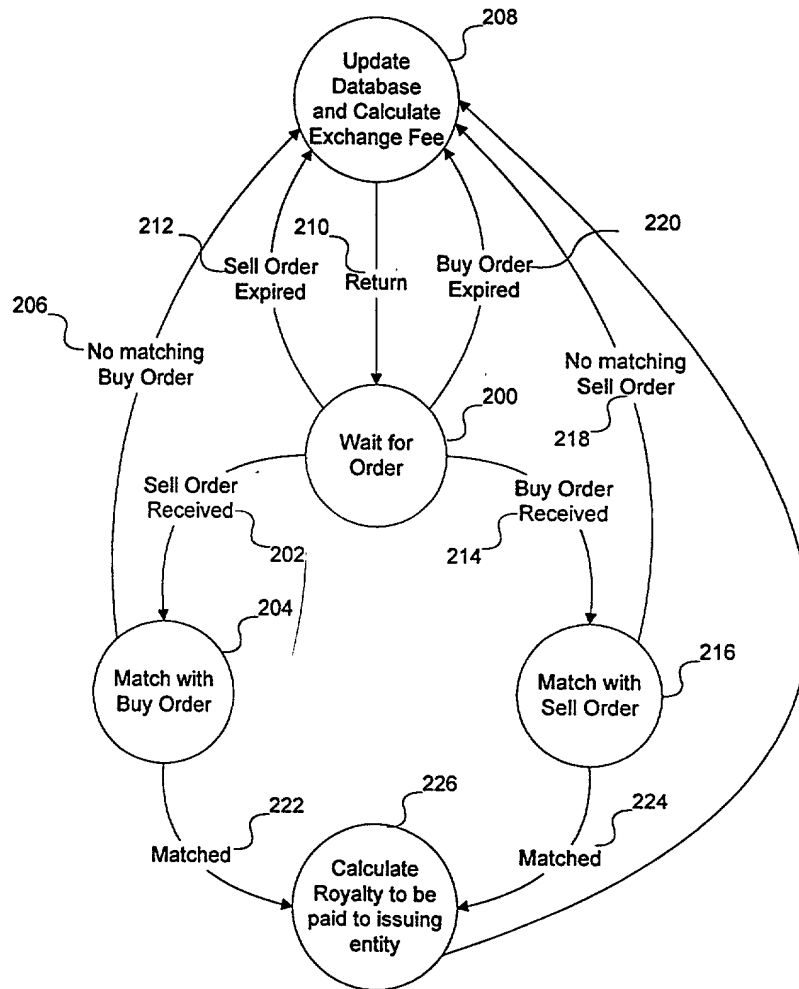 208
Update
Database
and Calculate
Exchange Fee
212
210
220
Sell Order
Expired
Return
Buy Order
Expired
206
No matching
Buy Order
No matching
Sell Order
218
200
Wait for
Order
Sell Order
Received
202
Buy Order
Received
214
204
Match with
Buy Order
216
Match with
Sell Order
222
Matched
226
224
Matched
Calculate
Royalty to be
paid to issuing
entity